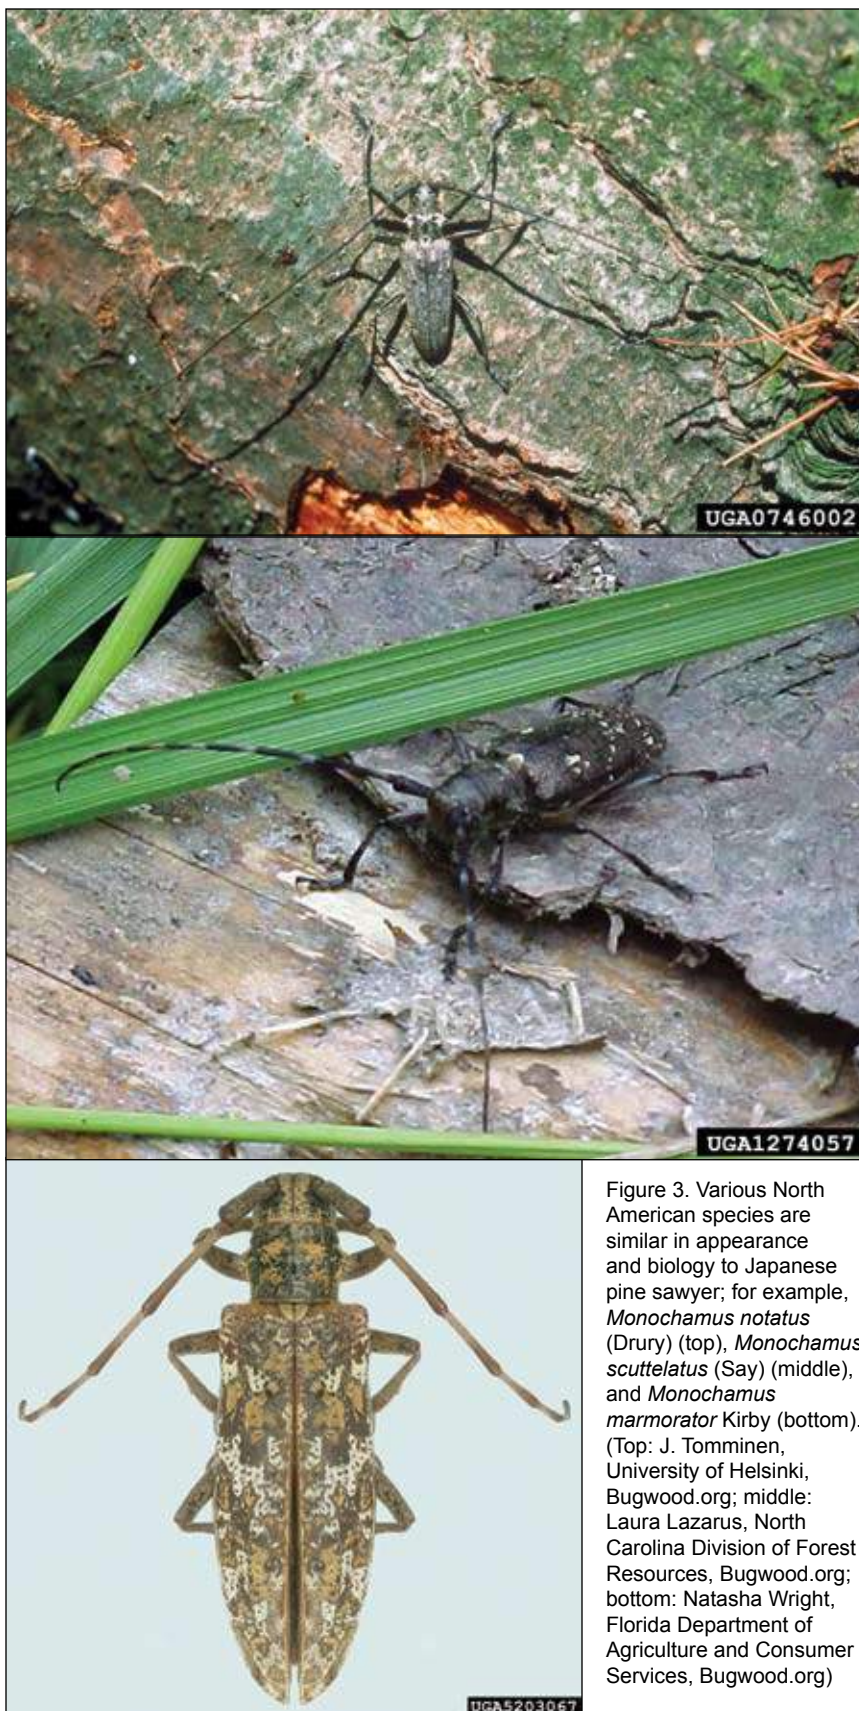 UGA0746002
UGA1274057
Figure 3. Various North
American species are
similar in appearance
and biology to Japanese
pine sawyer; for example,
Monochamus notatus
(Drury) (top), Monochamus
scuttelatus (Say) (middle),
and Monochamus
marmorator Kirby (bottom).
(Top: J. Tomminen,
University of Helsinki,
Bugwood.org; middle:
Laura Lazarus, North
Carolina Division of Forest
Resources, Bugwood.org;
bottom: Natasha Wright,
Florida Department of
Agriculture and Consumer
Services, Bugwood.org)
UGA5203067